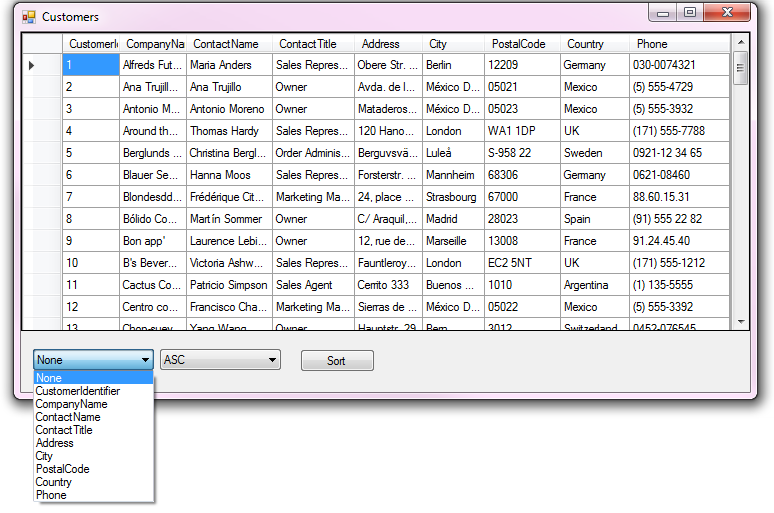 Customers
CustomerIc CompanyNa ContactName ContactTitle Address City PostalCode Country Phone
1 Alfreds Fut... Maria Anders Sales Repres... Obere Str. ... Berlin 12209 Germany 030-0074321
2 Ana Trujill... Ana Trujillo Owner Avda. de l... México D... 05021 Mexico (5) 555-4729
3 Antonio M... Antonio Moreno Owner Mataderos... México D... 05023 Mexico (5) 555-3932
4 Around th... Thomas Hardy Sales Repres... 120 Hano... London WA1 1DP UK (171) 555-7788
5 Berglunds ... Christina Bergl... Order Adminis... Berguvsvä... Luleå S-958 22 Sweden 0921-12 34 65
6 Blauer Se... Hanna Moos Sales Repres... Forsterstr. ... Mannheim 68306 Germany 0621-08460
7 Blondesdd... Frédérique Cit... Marketing Ma... 24, place ... Strasbourg 67000 France 88.60.15.31
8 Bólido Co... Martín Sommer Owner C/ Araquil,... Madrid 28023 Spain (91) 555 22 82
9 Bon app' Laurence Lebi... Owner 12, rue de... Marseille 13008 France 91.24.45.40
10 B's Bever... Victoria Ashw... Sales Repres... Fauntleroy... London EC2 5NT UK (171) 555-1212
11 Cactus Co... Patricio Simpson Sales Agent Cerrito 333 Buenos ... 1010 Argentina (1) 135-5555
12 Centro co... Francisco Cha... Marketing Ma... Sierras de ... México D... 05022 Mexico (5) 555-3392
13 Chop-suey ... Yang Wang Owner Hauptstr. 29 Bern 3012 Switzerland 0452-076545
None ASC Sort
None
CustomerIdentifier
CompanyName
ContactName
ContactTitle
Address
City
PostalCode
Country
Phone